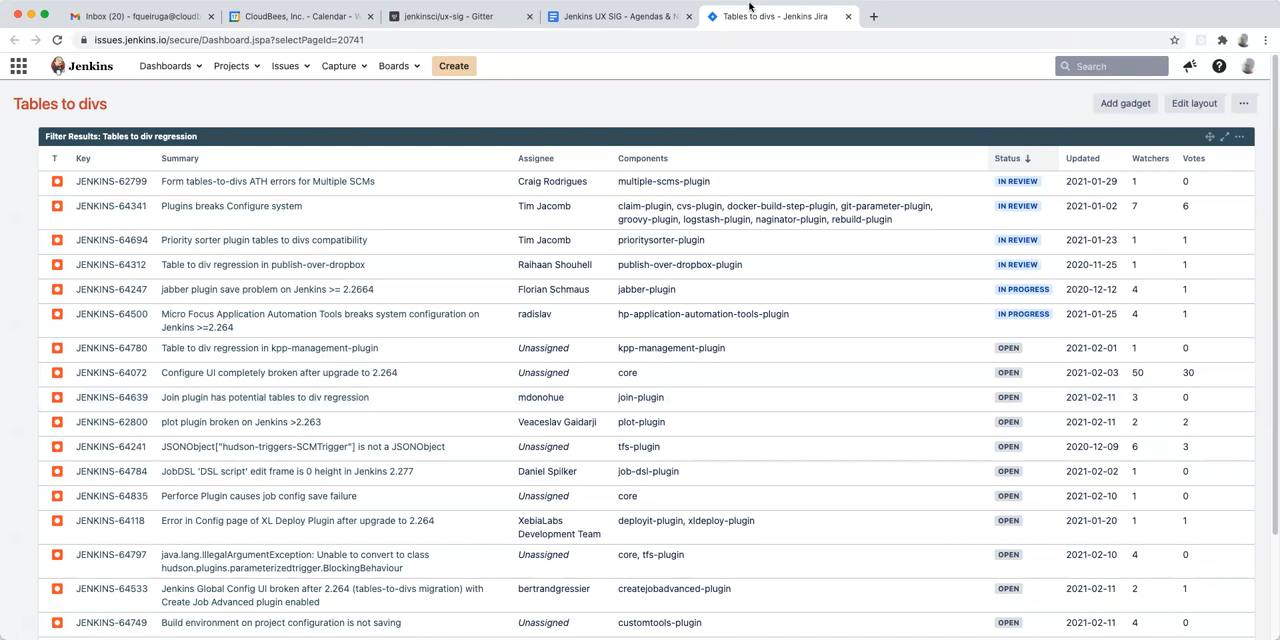 Inbox (20) - fqueiruga@cloudb
CloudBees, Inc. - Calendar - W
jenkinsci/ux-sig - Gitter
Jenkins UX SIG - Agendas & N
Tables to divs - Jenkins Jira
issues.jenkins.io/secure/Dashboard.jspa?selectPageId=20741
Jenkins Dashboards Projects Issues Capture Boards Create Search
Tables to divs
Add gadget Edit layout
Filter Results: Tables to div regression
T Key Summary Assignee Components Status Updated Watchers Votes
JENKINS-62799 Form tables-to-divs ATH errors for Multiple SCMs Craig Rodrigues multiple-scms-plugin IN REVIEW 2021-01-29 1 0
JENKINS-64341 Plugins breaks Configure system Tim Jacomb claim-plugin, cvs-plugin, docker-build-step-plugin, git-parameter-plugin, IN REVIEW 2021-01-02 7 6
groovy-plugin, logstash-plugin, naginator-plugin, rebuild-plugin
JENKINS-64694 Priority sorter plugin tables to divs compatibility Tim Jacomb prioritysorter-plugin IN REVIEW 2021-01-23 1 1
JENKINS-64312 Table to div regression in publish-over-dropbox Raihaan Shouhell publish-over-dropbox-plugin IN REVIEW 2020-11-25 1 1
JENKINS-64247 jabber plugin save problem on Jenkins >= 2.2664 Florian Schmaus jabber-plugin IN PROGRESS 2020-12-12 4 1
JENKINS-64500 Micro Focus Application Automation Tools breaks system configuration on radislav hp-application-automation-tools-plugin IN PROGRESS 2021-01-25 4 1
Jenkins >=2.264
JENKINS-64780 Table to div regression in kpp-management-plugin Unassigned kpp-management-plugin OPEN 2021-02-01 1 0
JENKINS-64072 Configure UI completely broken after upgrade to 2.264 Unassigned core OPEN 2021-02-03 50 30
JENKINS-64639 Join plugin has potential tables to div regression mdonohue join-plugin OPEN 2021-02-11 3 0
JENKINS-62800 plot plugin broken on Jenkins >2.263 Veaceslav Gaidarji plot-plugin OPEN 2021-02-11 2 2
JENKINS-64241 JSONObject["hudson-triggers-SCMTrigger"] is not a JSONObject Unassigned tfs-plugin OPEN 2020-12-09 6 3
JENKINS-64784 JobDSL 'DSL script' edit frame is 0 height in Jenkins 2.277 Daniel Spilker job-dsl-plugin OPEN 2021-02-02 1 0
JENKINS-64835 Perforce Plugin causes job config save failure Unassigned core OPEN 2021-02-10 1 0
JENKINS-64118 Error in Config page of XL Deploy Plugin after upgrade to 2.264 XebiaLabs deployit-plugin, xldeploy-plugin OPEN 2021-01-20 1 1
Development Team
JENKINS-64797 java.lang.IllegalArgumentException: Unable to convert to class Unassigned core, tfs-plugin OPEN 2021-02-10 4 0
hudson.plugins.parameterizedtrigger.BlockingBehaviour
JENKINS-64533 Jenkins Global Config UI broken after 2.264 (tables-to-divs migration) with bertrandgressier createjobadvanced-plugin OPEN 2021-02-11 2 1
Create Job Advanced plugin enabled
JENKINS-64749 Build environment on project configuration is not saving Unassigned customtools-plugin OPEN 2021-02-11 4 0